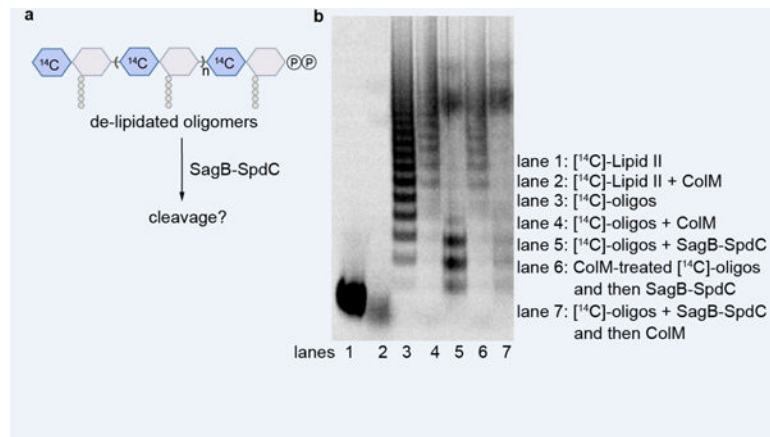 a
¹⁴C ¹⁴C n ¹⁴C P P
de-lipidated oligomers
SagB-SpdC
cleavage?
b
lane 1: [¹⁴C]-Lipid II
lane 2: [¹⁴C]-Lipid II + ColM
lane 3: [¹⁴C]-oligos
lane 4: [¹⁴C]-oligos + ColM
lane 5: [¹⁴C]-oligos + SagB-SpdC
lane 6: ColM-treated [¹⁴C]-oligos
and then SagB-SpdC
lane 7: [¹⁴C]-oligos + SagB-SpdC
and then ColM
lanes 1 2 3 4 5 6 7